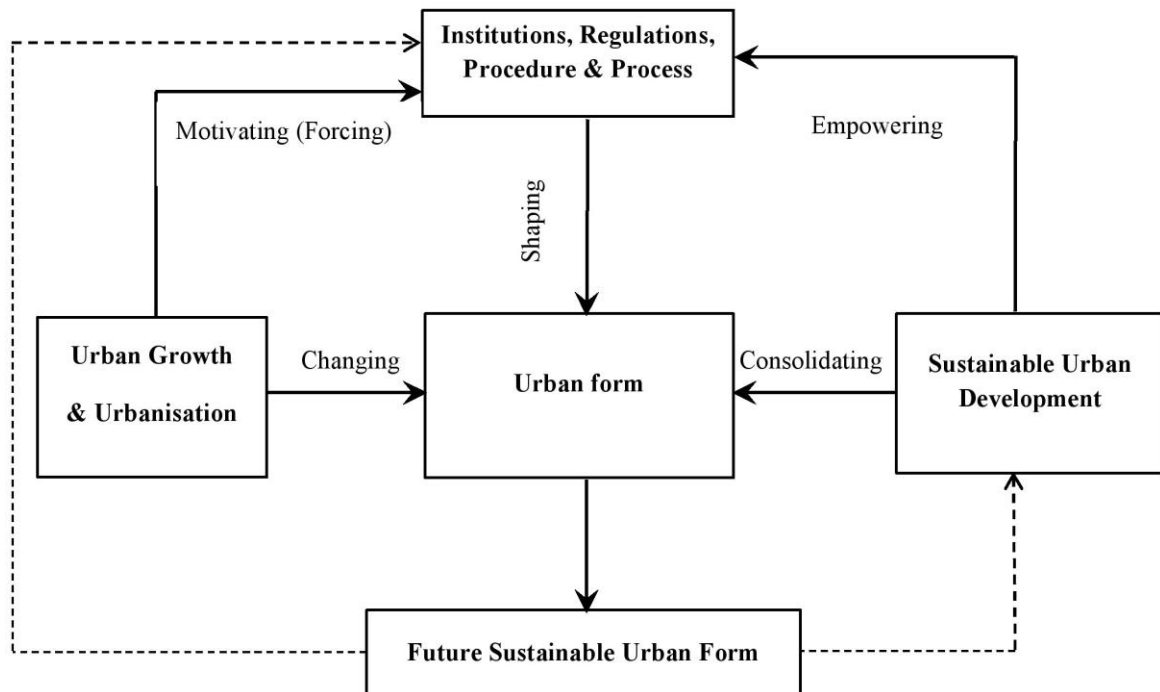 Institutions, Regulations,
Procedure & Process
Motivating (Forcing)
Empowering
Shaping
Urban Growth
& Urbanisation
Changing
Urban form
Consolidating
Sustainable Urban
Development
Future Sustainable Urban Form